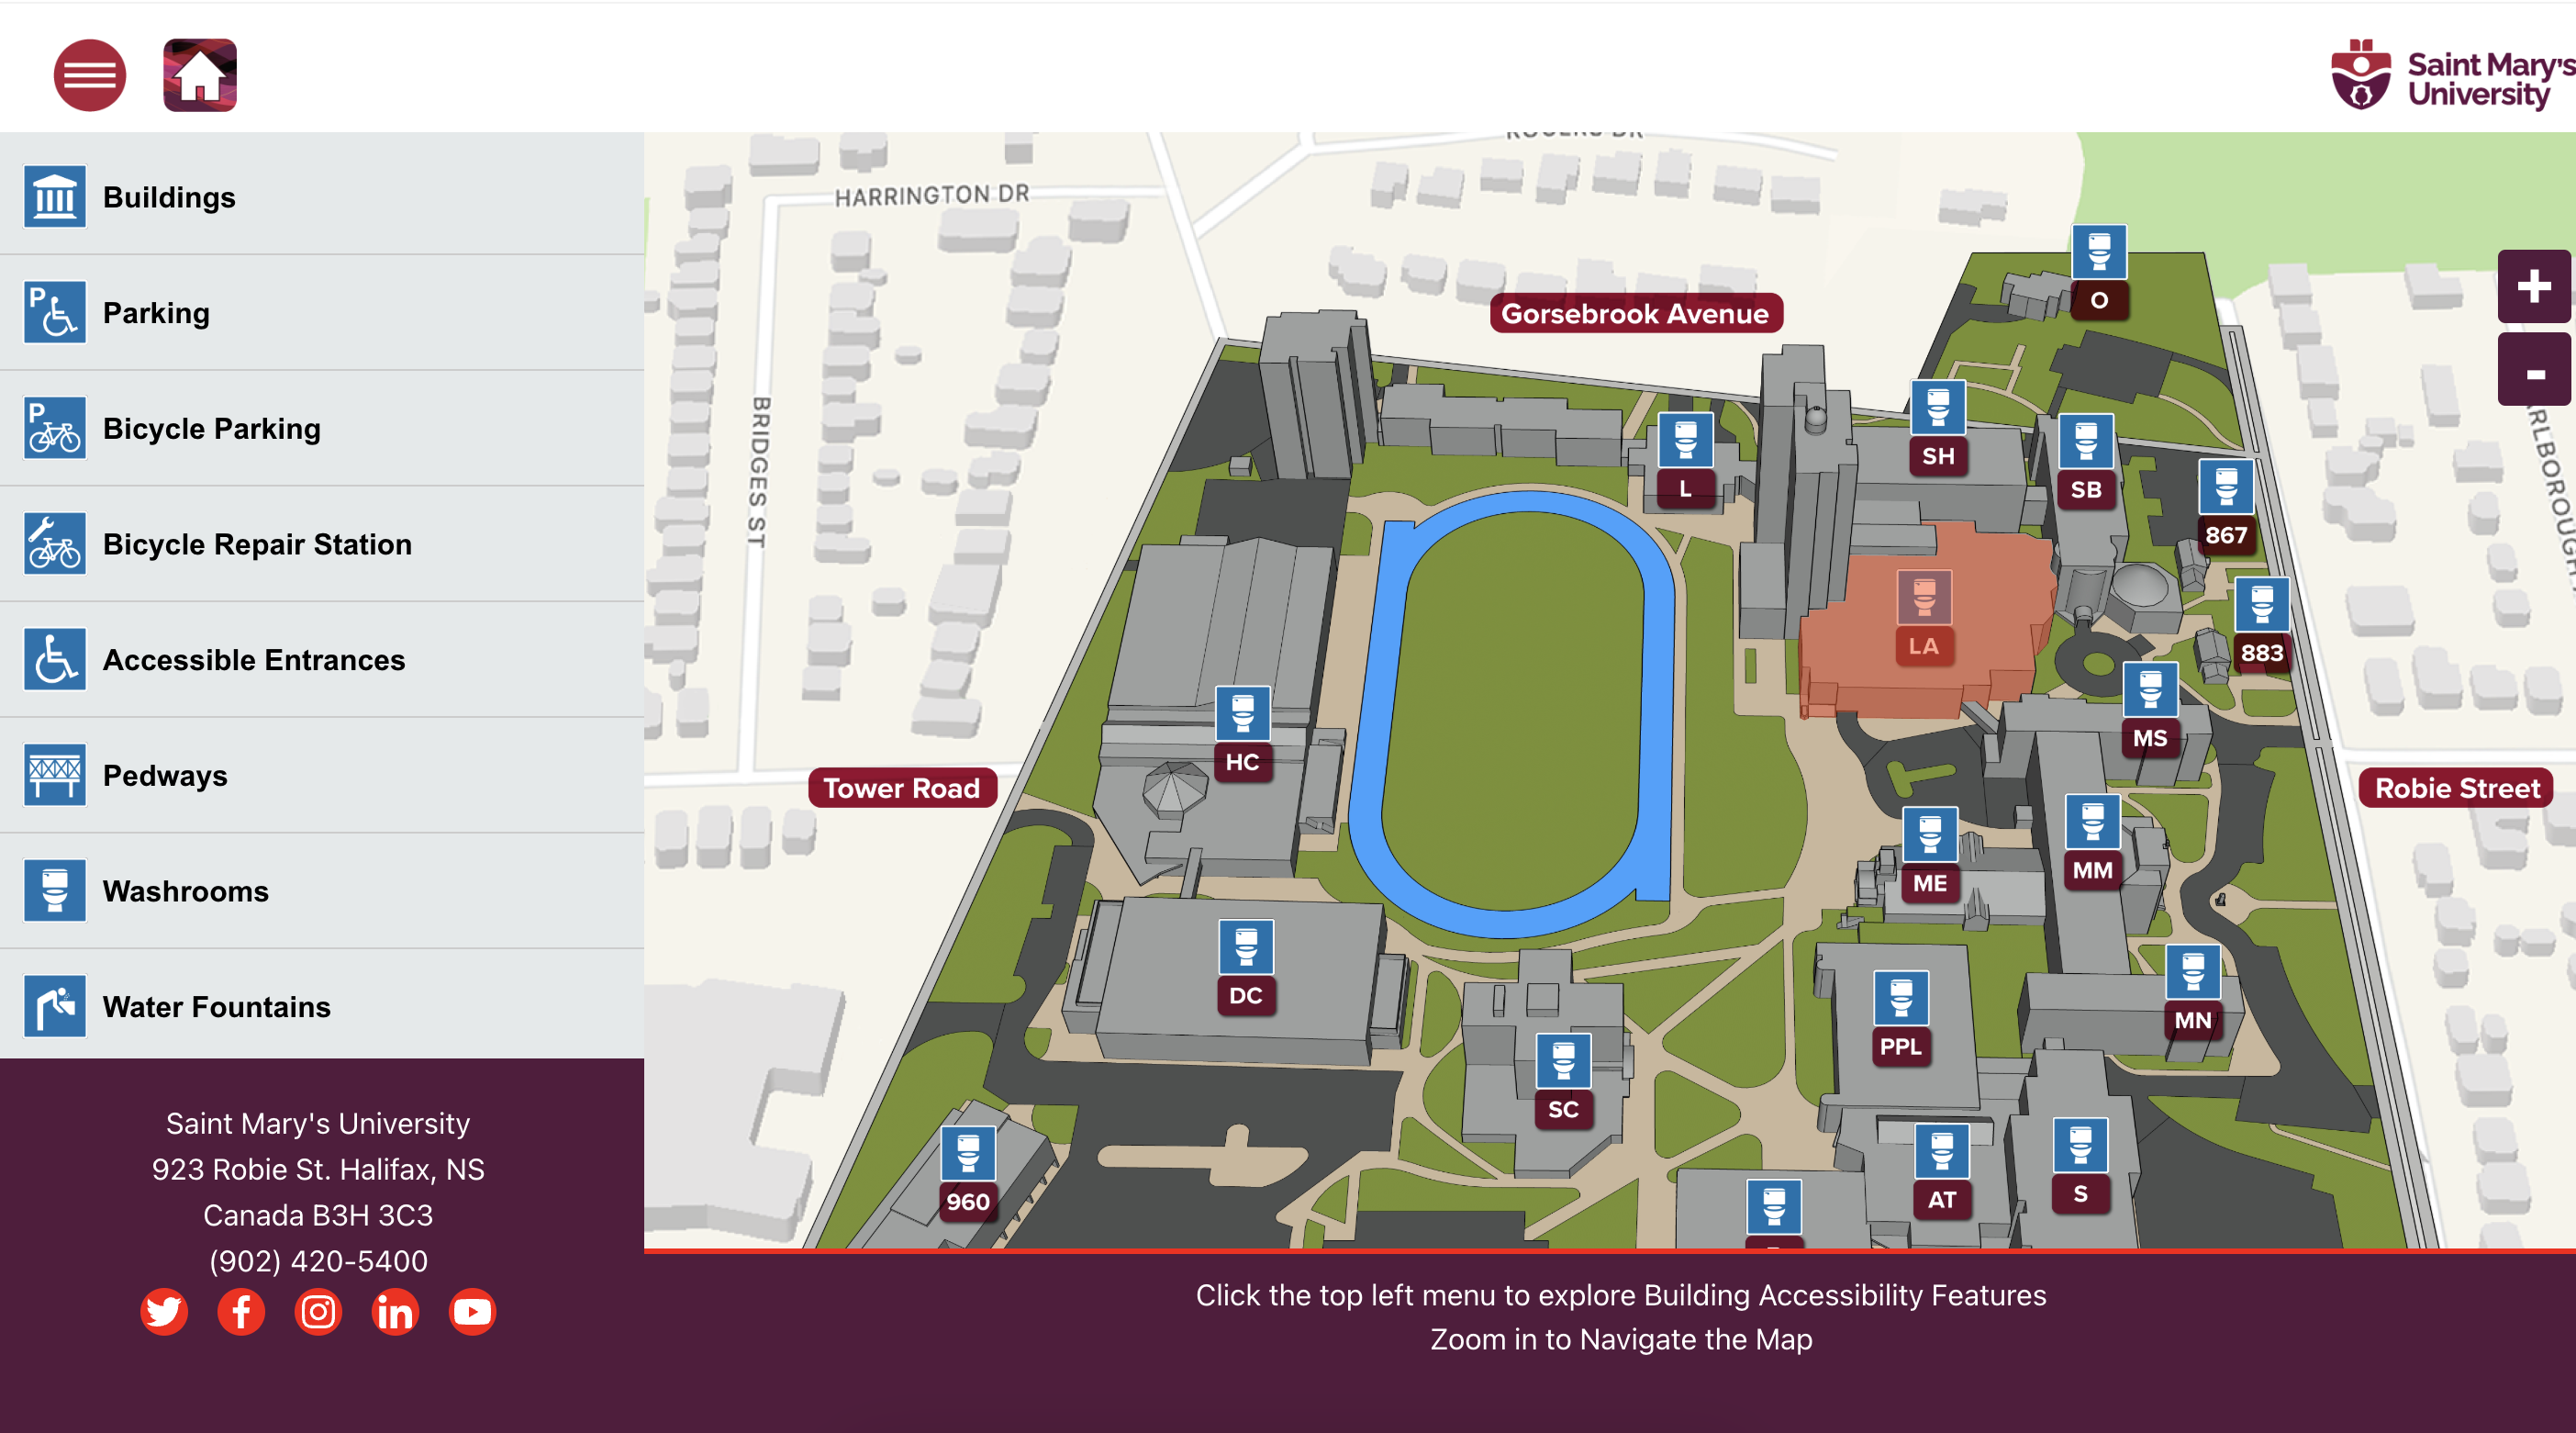 Saint Mary's
University
Buildings
P
Parking
P
Bicycle Parking
Bicycle Repair Station
Accessible Entrances
Pedways
Washrooms
Water Fountains
Saint Mary's University
923 Robie St. Halifax, NS
Canada B3H 3C3
(902) 420-5400
f
in
HARRINGTON DR
BRIDGES ST
Gorsebrook Avenue
O
+
-
SH
L
SB
867
LA
883
MS
HC
Tower Road
Robie Street
MM
ME
DC
MN
PPL
SC
S
AT
960
Click the top left menu to explore Building Accessibility Features
Zoom in to Navigate the Map